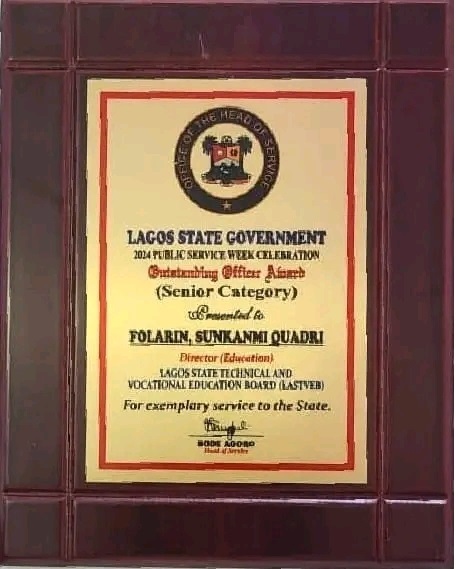 OFFICE OF THE HEAD OF SERVICE
LAGOS STATE GOVERNMENT
2024 PUBLIC SERVICE WEEK CELEBRATION
Outstanding Officer Award
(Senior Category)
Presented to
FOLARIN, SUNKANMI QUADRI
Director (Education)
LAGOS STATE TECHNICAL AND
VOCATIONAL EDUCATION BOARD (LASTVEB)
For exemplary service to the State.
BODE AGORO
Head of Service